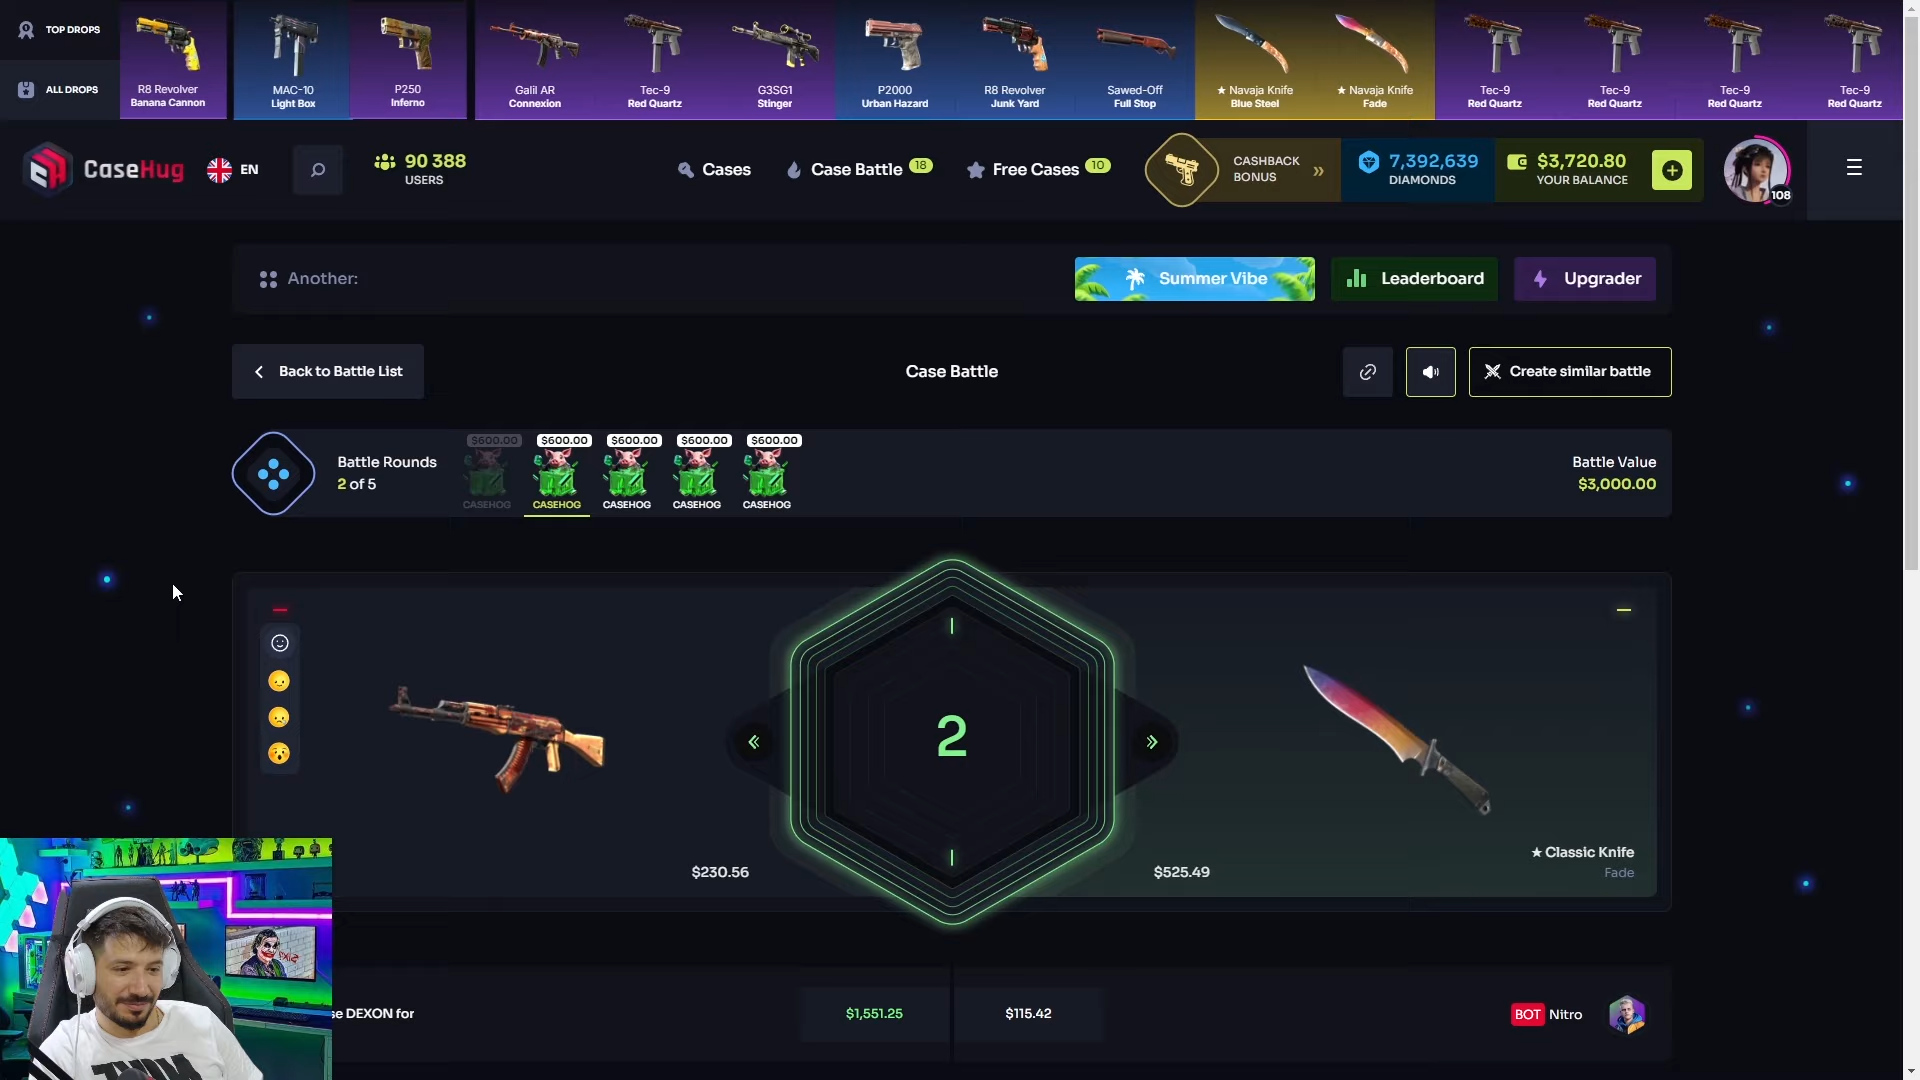 TOP DROPS
ALL DROPS
R8 Revolver
Banana Cannon
MAC-10
Light Box
P250
Inferno
Galil AR
Connexion
Tec-9
Red Quartz
G3SG1
Stinger
P2000
Urban Hazard
R8 Revolver
Junk Yard
Sawed-Off
Full Stop
★ Navaja Knife
Blue Steel
★ Navaja Knife
Fade
Tec-9
Red Quartz
Tec-9
Red Quartz
Tec-9
Red Quartz
Tec-9
Red Quartz
CaseHug
EN
90 388
USERS
Cases
Case Battle 18
Free Cases 10
CASHBACK
BONUS
7,392,639
DIAMONDS
$3,720.80
YOUR BALANCE
108
Another:
Summer Vibe
Leaderboard
Upgrader
Back to Battle List
Case Battle
Create similar battle
Battle Rounds
2 of 5
$600.00
$600.00
$600.00
$600.00
$600.00
CASEHOG
CASEHOG
CASEHOG
CASEHOG
CASEHOG
Battle Value
$3,000.00
2
$230.56
$525.49
★ Classic Knife
Fade
se DEXON for
$1,551.25
$115.42
BOT Nitro